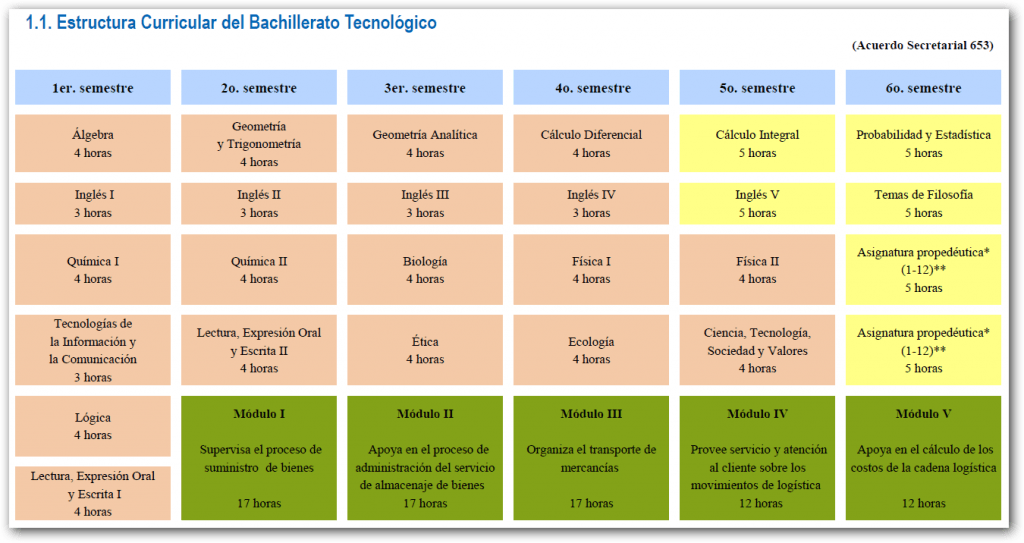 1.1. Estructura Curricular del Bachillerato Tecnológico
(Acuerdo Secretarial 653)
1er. semestre
2o. semestre
3er. semestre
4o. semestre
5o. semestre
6o. semestre
Álgebra
4 horas
Geometría
y Trigonometría
4 horas
Geometría Analítica
4 horas
Cálculo Diferencial
4 horas
Cálculo Integral
5 horas
Probabilidad y Estadística
5 horas
Inglés I
3 horas
Inglés II
3 horas
Inglés III
3 horas
Inglés IV
3 horas
Inglés V
5 horas
Temas de Filosofía
5 horas
Química I
4 horas
Química II
4 horas
Biología
4 horas
Física I
4 horas
Física II
4 horas
Asignatura propedéutica*
(1-12)**
5 horas
Tecnologías de
la Información y
la Comunicación
3 horas
Lectura, Expresión Oral
y Escrita II
4 horas
Ética
4 horas
Ecología
4 horas
Ciencia, Tecnología,
Sociedad y Valores
4 horas
Asignatura propedéutica*
(1-12)**
5 horas
Lógica
4 horas
Lectura, Expresión Oral
y Escrita I
4 horas
Módulo I
Supervisa el proceso de
suministro de bienes
17 horas
Módulo II
Apoya en el proceso de
administración del servicio
de almacenaje de bienes
17 horas
Módulo III
Organiza el transporte de
mercancías
17 horas
Módulo IV
Provee servicio y atención
al cliente sobre los
movimientos de logística
12 horas
Módulo V
Apoya en el cálculo de los
costos de la cadena logística
12 horas